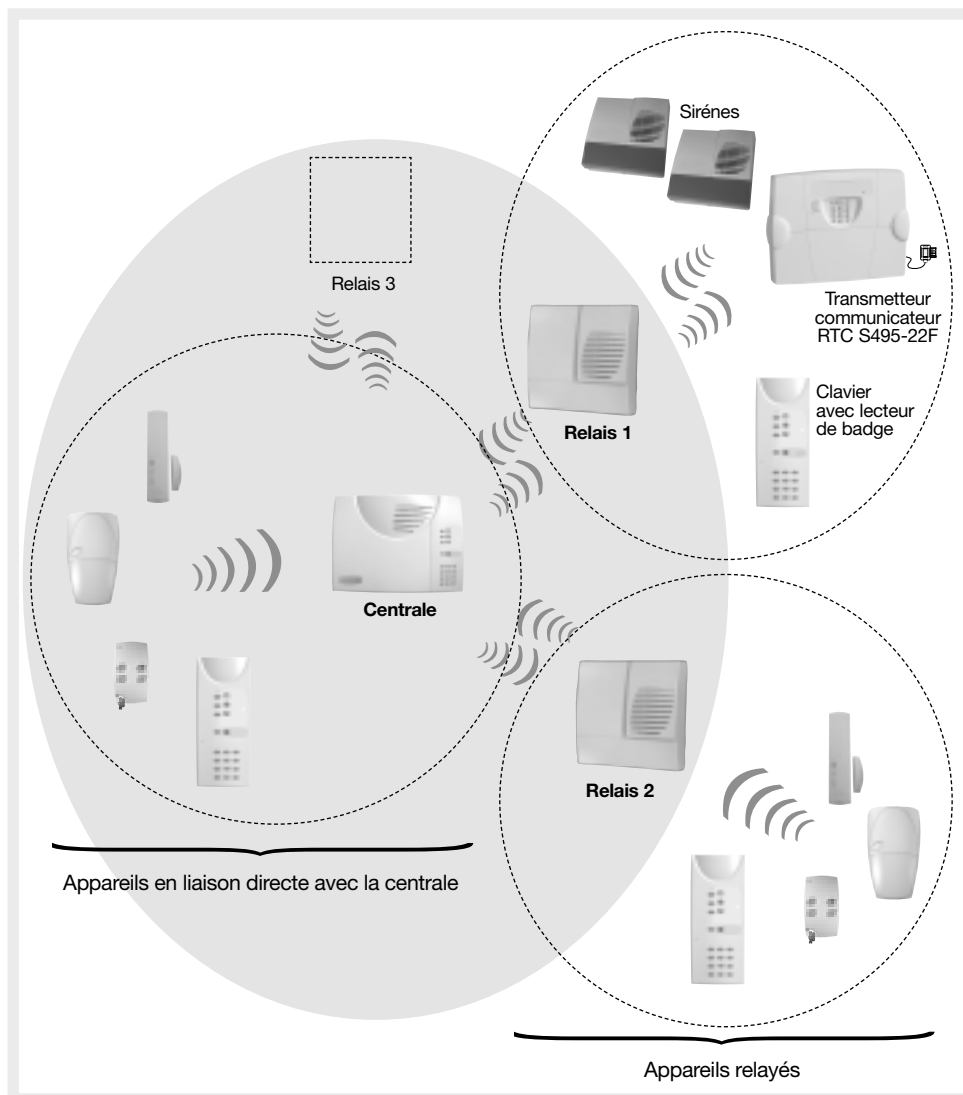 Sirénes
Relais 3
Transmetteur
communicateur
RTC S495-22F
Clavier
avec lecteur
de badge
Relais 1
Centrale
Relais 2
Appareils en liaison directe avec la centrale
Appareils relayés